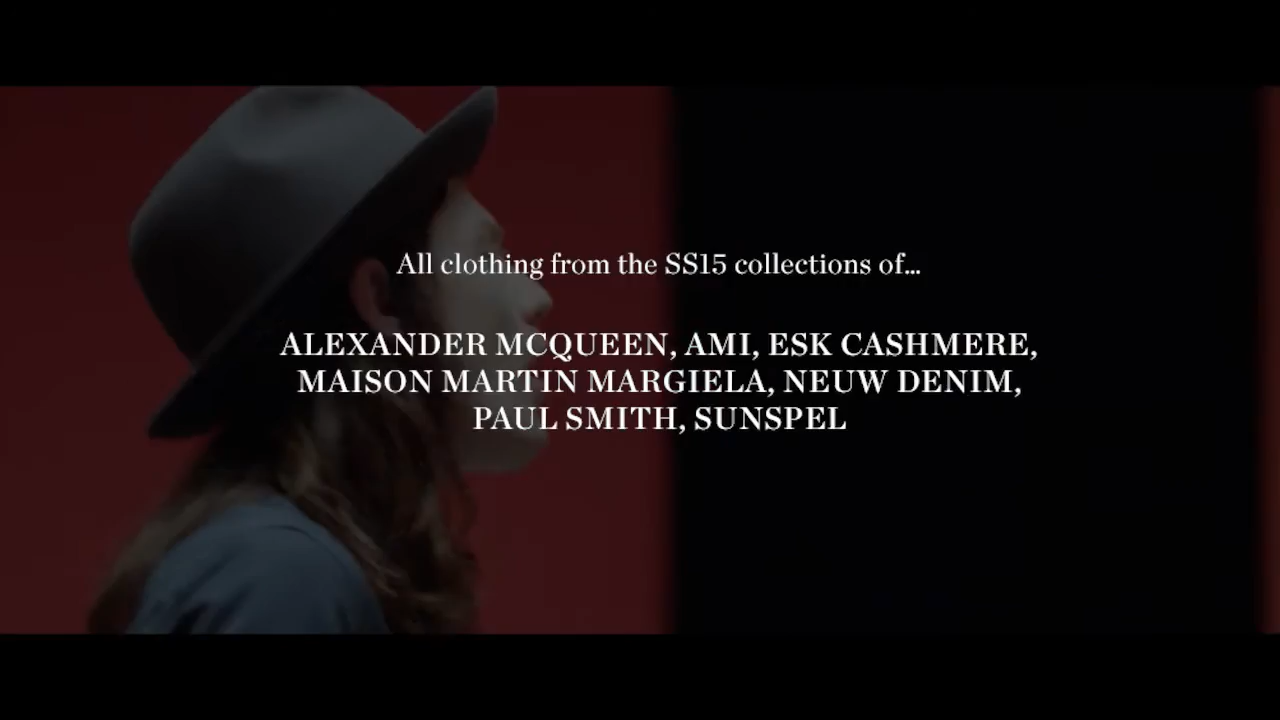 All clothing from the SS15 collections of...
ALEXANDER MCQUEEN, AMI, ESK CASHMERE,
MAISON MARTIN MARGIELA, NEUW DENIM,
PAUL SMITH, SUNSPEL